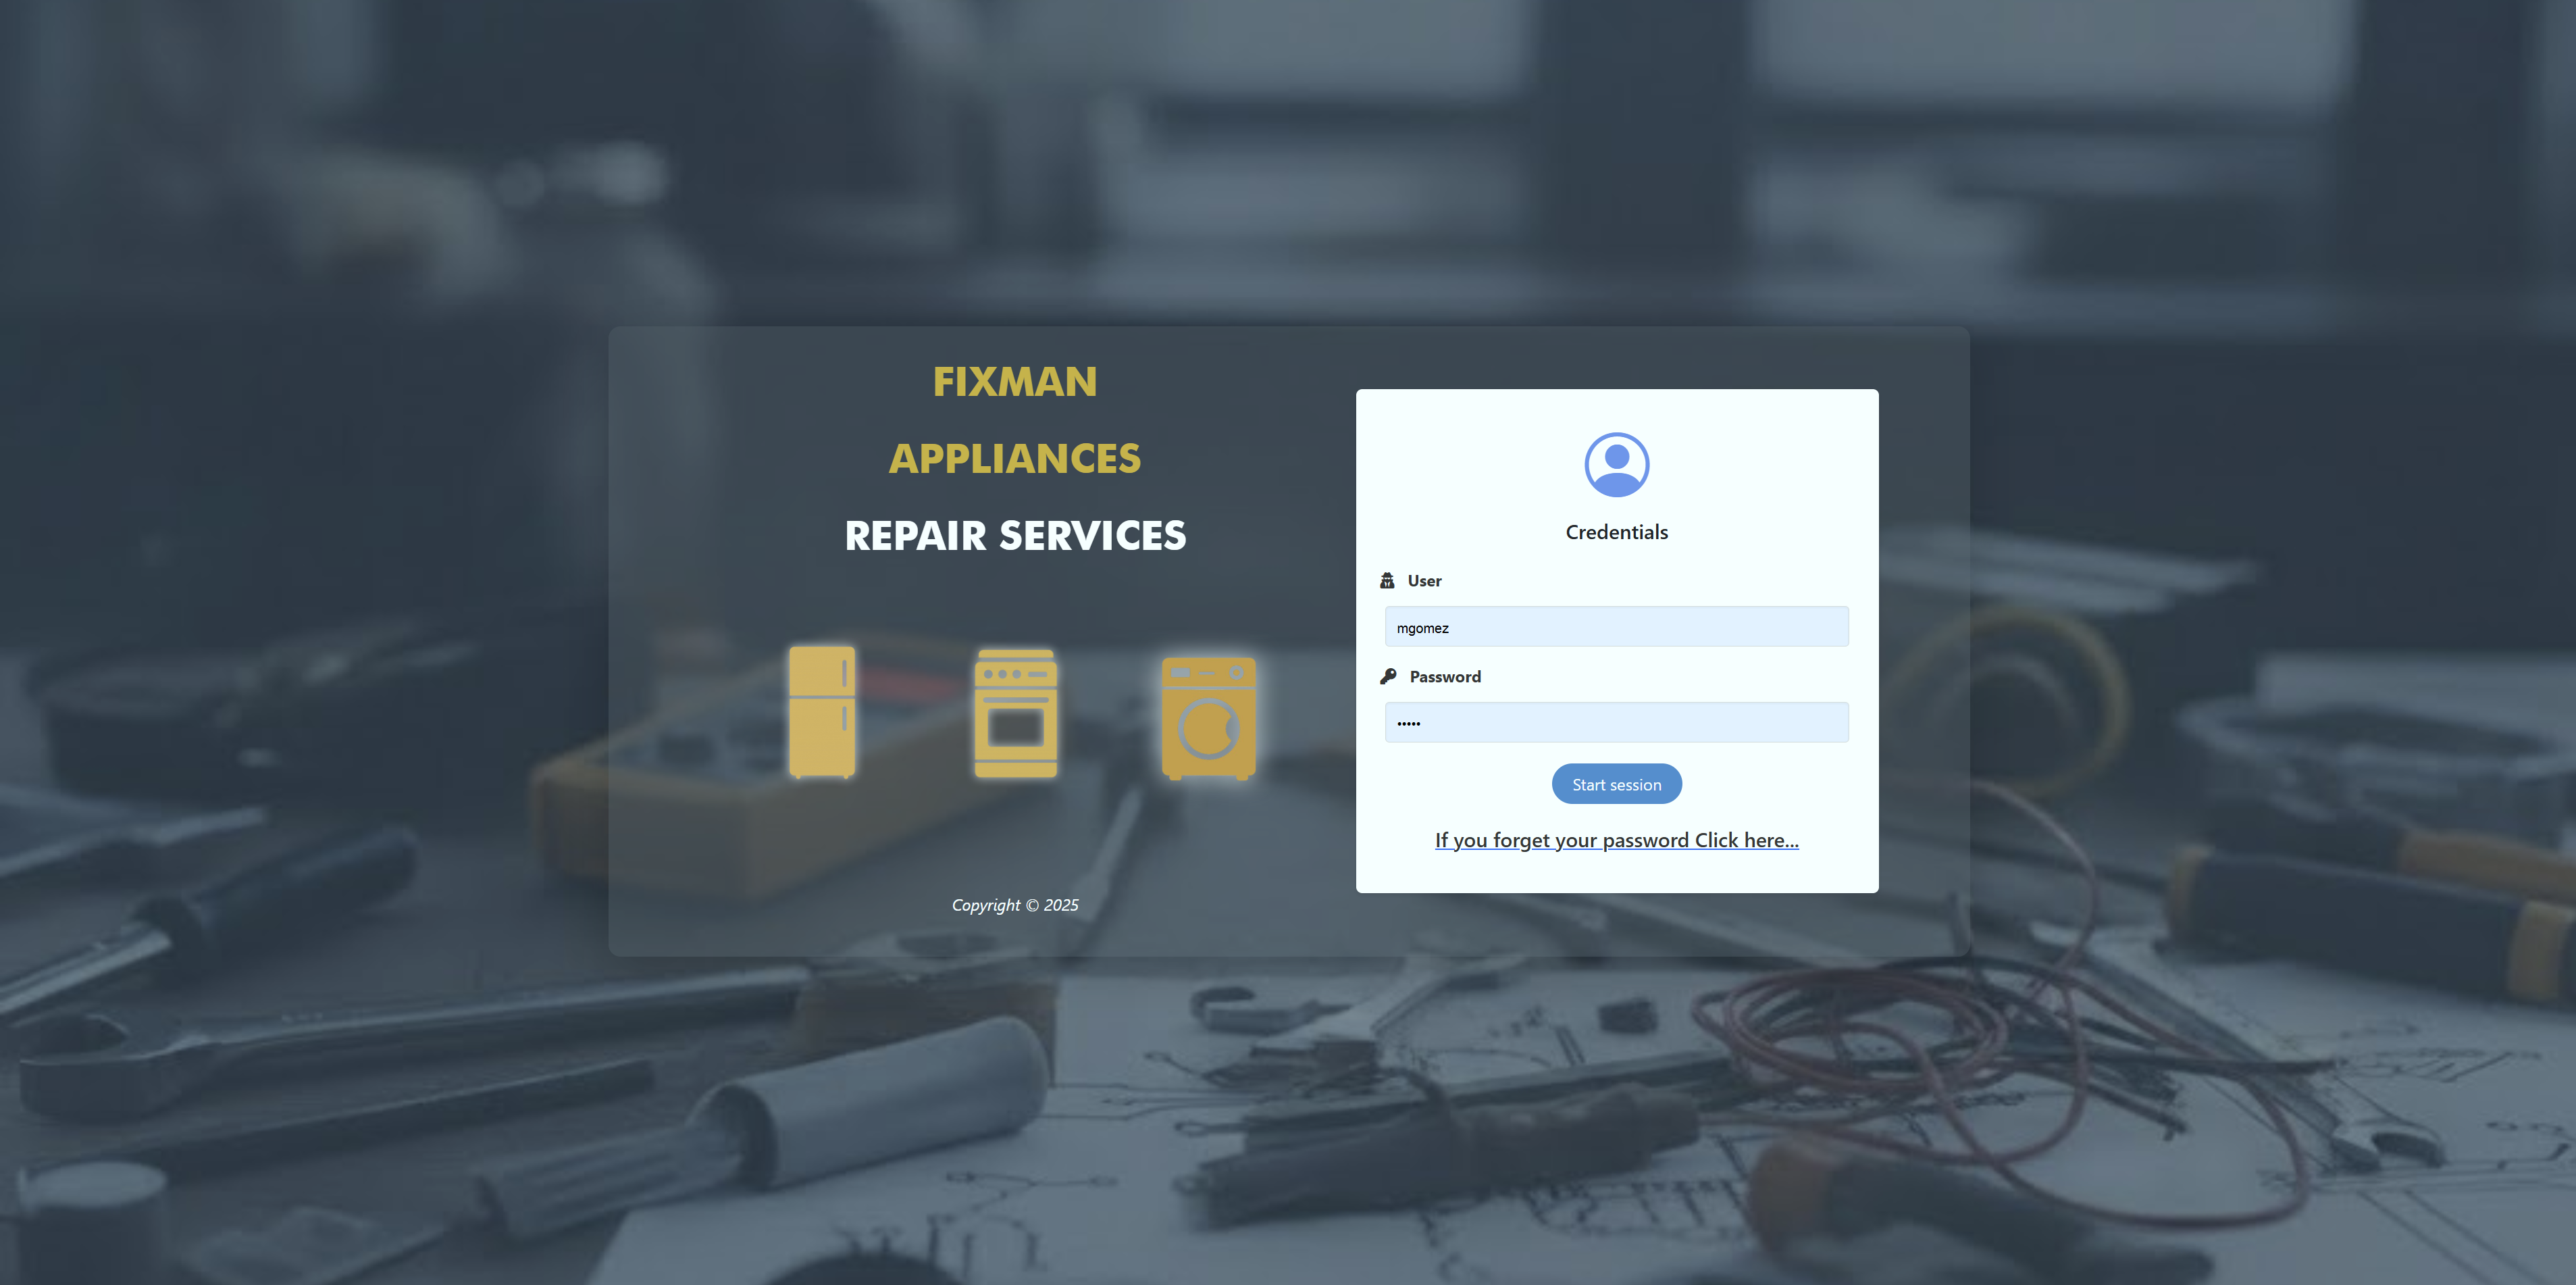 FIXMAN
APPLIANCES
REPAIR SERVICES
Copyright © 2025
Credentials
User
mgomez
Password
•••••
Start session
If you forget your password Click here...